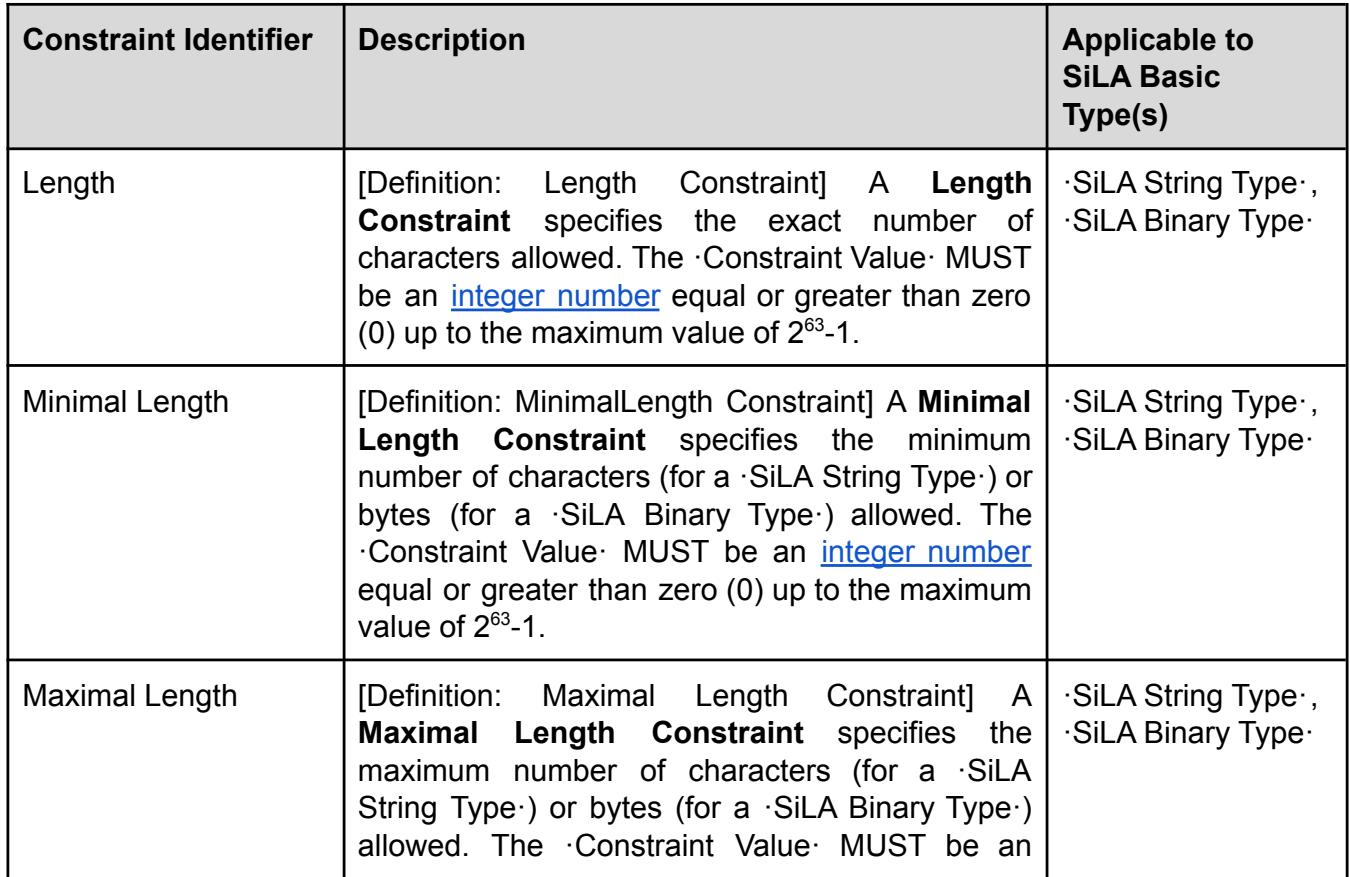 Constraint Identifier
Description
Applicable to
SiLA Basic
Type(s)
Length
[Definition: Length Constraint] A Length
Constraint specifies the exact number of
characters allowed. The ·Constraint Value· MUST
be an integer number equal or greater than zero
(0) up to the maximum value of 2⁶³-1.
·SiLA String Type·,
·SiLA Binary Type·
Minimal Length
[Definition: MinimalLength Constraint] A Minimal
Length Constraint specifies the minimum
number of characters (for a ·SiLA String Type·) or
bytes (for a ·SiLA Binary Type·) allowed. The
·Constraint Value· MUST be an integer number
equal or greater than zero (0) up to the maximum
value of 2⁶³-1.
·SiLA String Type·,
·SiLA Binary Type·
Maximal Length
[Definition: Maximal Length Constraint] A
Maximal Length Constraint specifies the
maximum number of characters (for a ·SiLA
String Type·) or bytes (for a ·SiLA Binary Type·)
allowed. The ·Constraint Value· MUST be an
·SiLA String Type·,
·SiLA Binary Type·